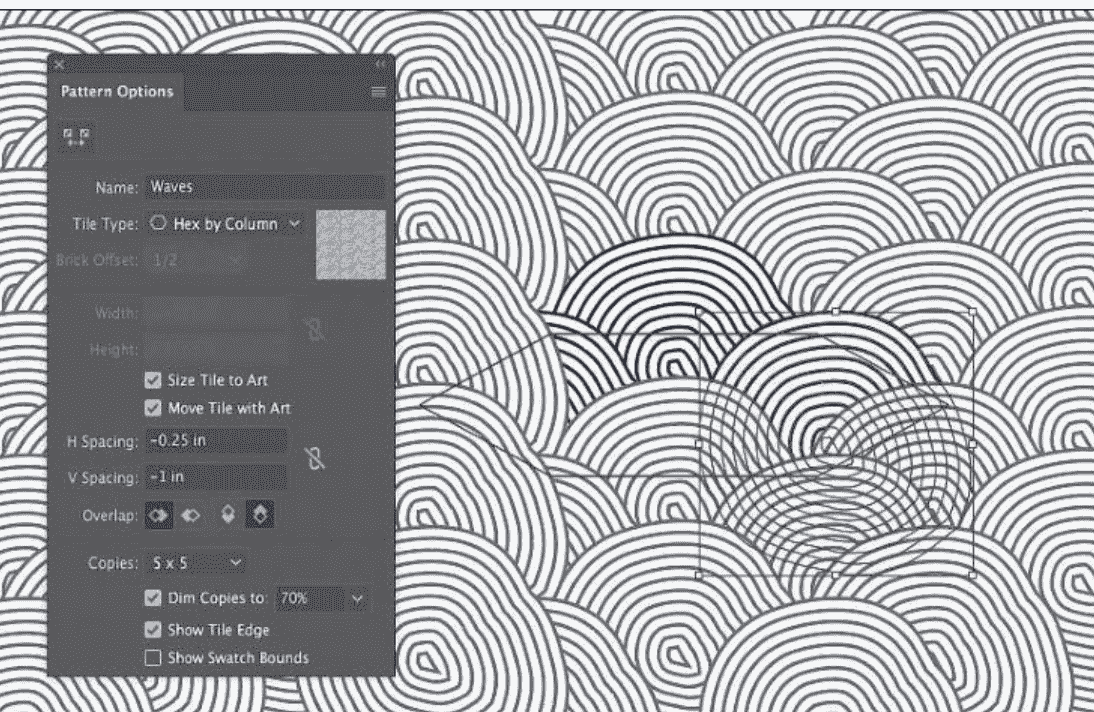 Pattern Options
Name: Waves
Tile Type: Hex by Column
Brick Offset: 1/2
Width:
Height:
Size Tile to Art
Move Tile with Art
H Spacing: -0.25 in
V Spacing: -1 in
Overlap:
Copies: 5 x 5
Dim Copies to: 70%
Show Tile Edge
Show Swatch Bounds